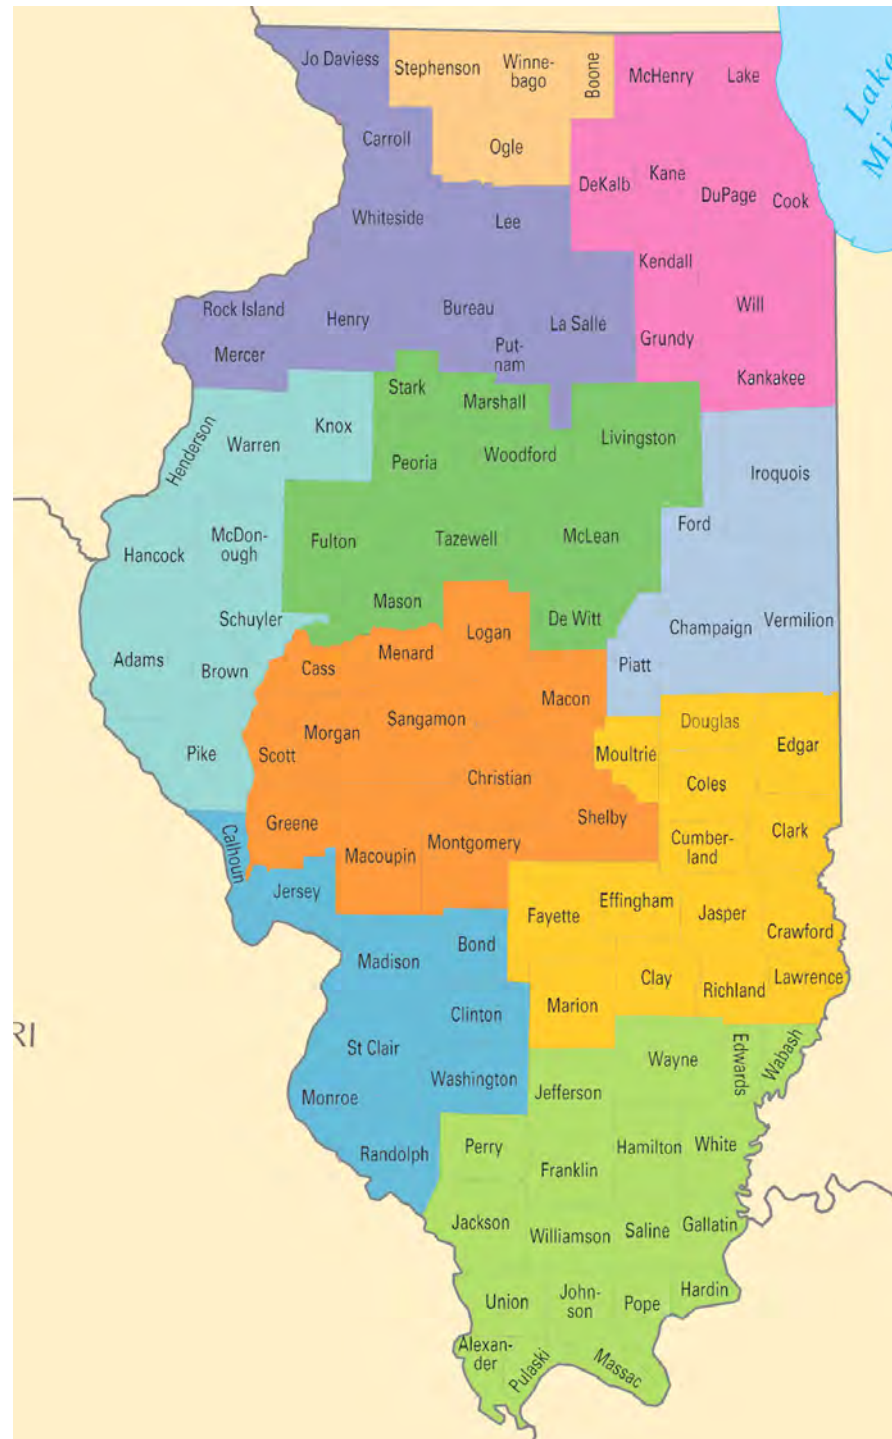 Jo Daviess
Stephenson
Winne-
bago
Boone
McHenry
Lake
Lake
Carroll
Ogle
DeKalb
Kane
DuPage
Cook
Whiteside
Lee
Kendall
Rock Island
Henry
Bureau
La Salle
Will
Mercer
Put-
nam
Grundy
Kankakee
Stark
Marshall
Henderson
Warren
Knox
Peoria
Woodford
Livingston
Iroquois
Hancock
McDon-
ough
Fulton
Tazewell
McLean
Ford
Schuyler
Mason
Logan
De Witt
Champaign
Vermilion
Adams
Brown
Cass
Menard
Piatt
Macon
Pike
Scott
Morgan
Sangamon
Moultrie
Douglas
Edgar
Christian
Coles
Calhoun
Greene
Macoupin
Montgomery
Shelby
Cumber-
land
Clark
Jersey
Fayette
Effingham
Jasper
Crawford
Madison
Bond
Clay
Richland
Lawrence
Marion
RI
St Clair
Clinton
Wayne
Edwards
Wabash
Monroe
Washington
Jefferson
Randolph
Perry
Franklin
Hamilton
White
Jackson
Williamson
Saline
Gallatin
Union
John-
son
Pope
Hardin
Alexan-
der
Pulaski
Massac